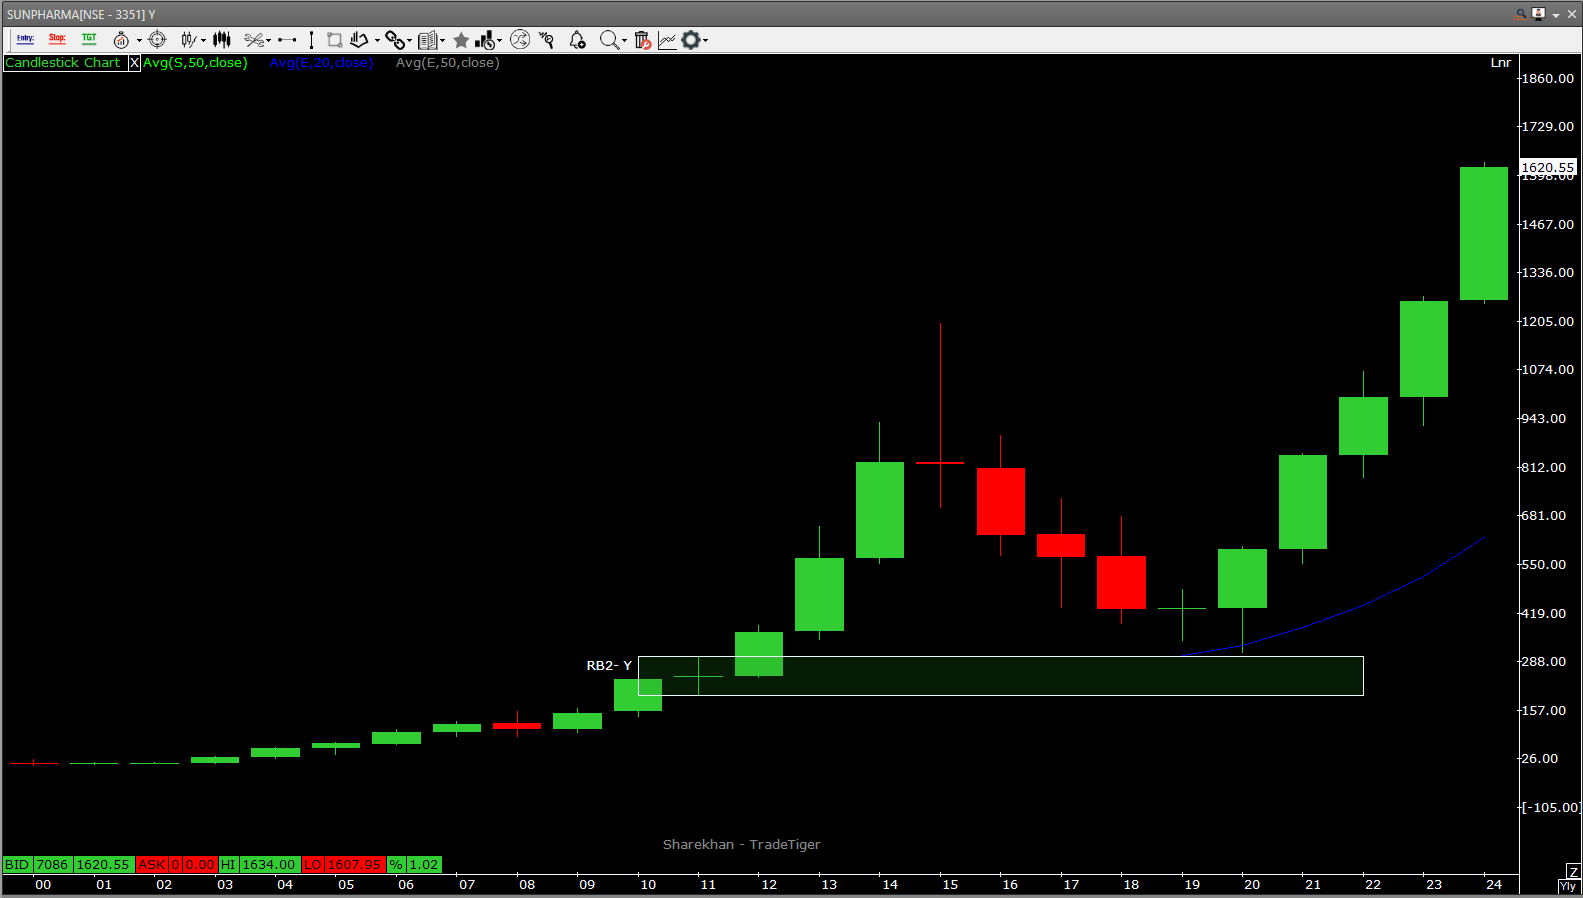 SUNPHARMA[NSE - 3351] Y
Entry: Stop: TGT
Candlestick Chart X Avg(S,50,close) Avg(E,20,close) Avg(E,50,close) Lnr
1860.00
1729.00
1620.55
1598.00
1467.00
1336.00
1205.00
1074.00
943.00
812.00
681.00
550.00
419.00
RB2- Y
288.00
157.00
26.00
[-105.00]
Sharekhan - TradeTiger
BID 7086 1620.55 ASK 0 0.00 HI 1634.00 LO 1607.95 % 1.02
Z
00 01 02 03 04 05 06 07 08 09 10 11 12 13 14 15 16 17 18 19 20 21 22 23 24 Yly